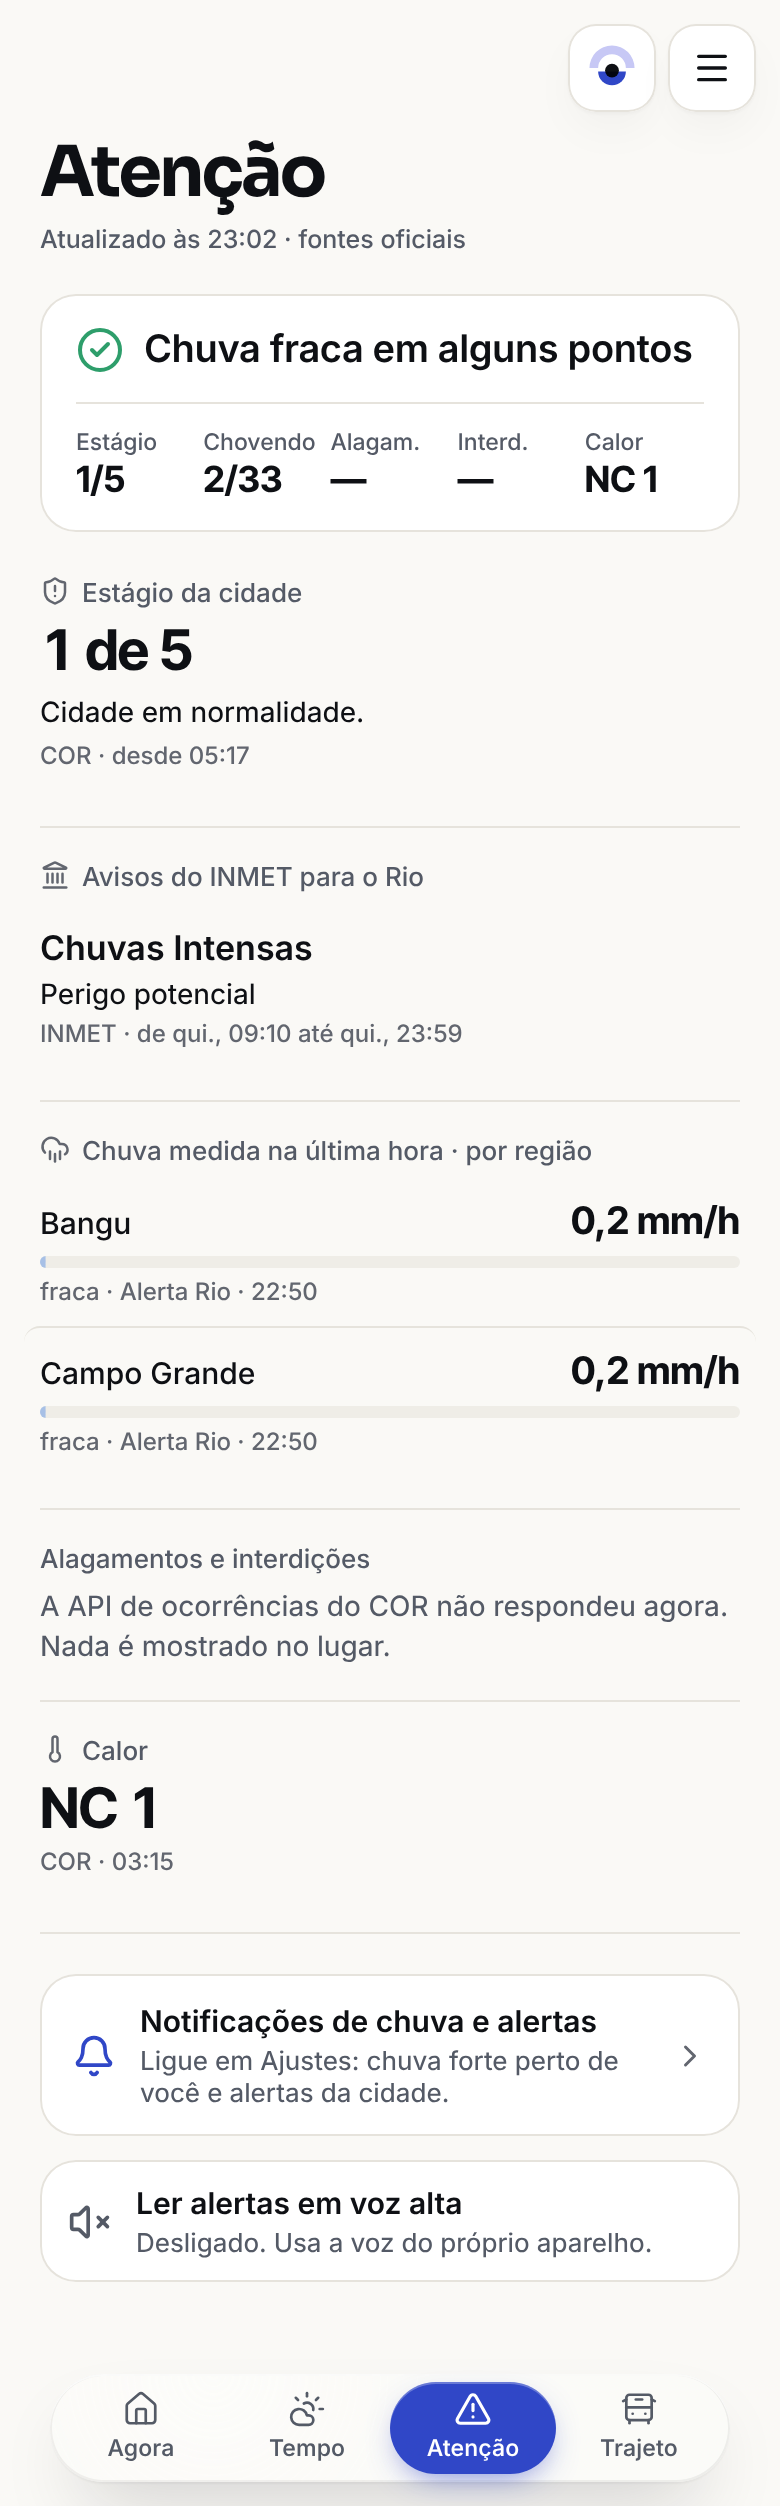 Atenção
Atualizado às 23:02 · fontes oficiais
Chuva fraca em alguns pontos
Estágio Chovendo Alagam. Interd. Calor
1/5 2/33 — — NC 1
Estágio da cidade
1 de 5
Cidade em normalidade.
COR · desde 05:17
Avisos do INMET para o Rio
Chuvas Intensas
Perigo potencial
INMET · de qui., 09:10 até qui., 23:59
Chuva medida na última hora · por região
Bangu 0,2 mm/h
fraca · Alerta Rio · 22:50
Campo Grande 0,2 mm/h
fraca · Alerta Rio · 22:50
Alagamentos e interdições
A API de ocorrências do COR não respondeu agora.
Nada é mostrado no lugar.
Calor
NC 1
COR · 03:15
Notificações de chuva e alertas
Ligue em Ajustes: chuva forte perto de
você e alertas da cidade.
Ler alertas em voz alta
Desligado. Usa a voz do próprio aparelho.
Agora Tempo Atenção Trajeto